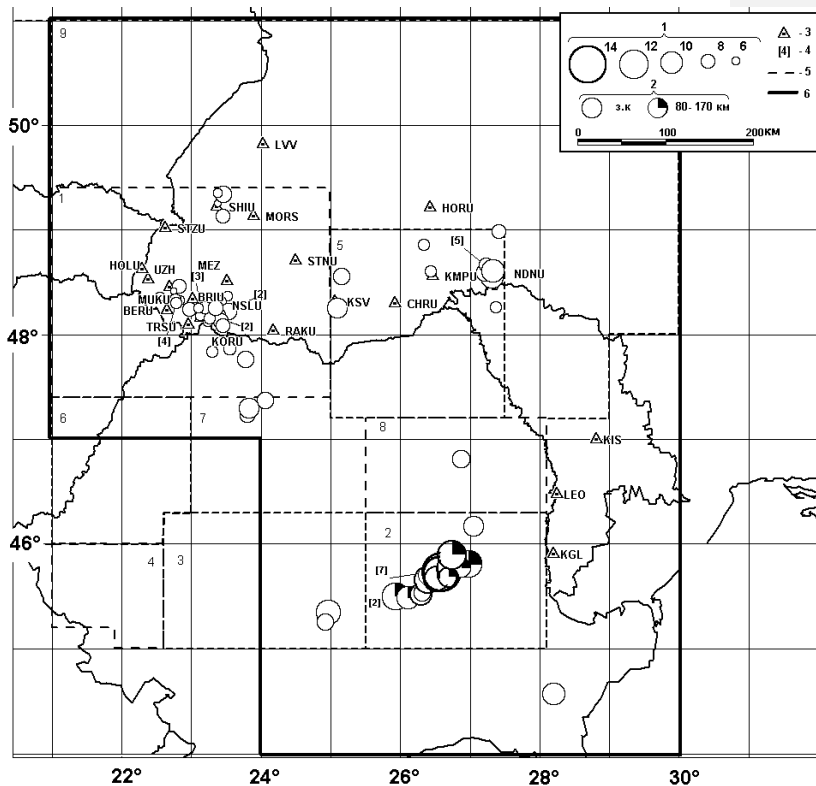 9
1
14 12 10 8 6
- 3
[4] - 4
- 5
- 6
2
з.к 80- 170 км
0 100 200км
50°
LVV
1
SHIU
MORS
HORU
STZU
5
[5]
HOLU
UZH
MEZ
STNU
KMPU
NDNU
[3]
MUKU
BRIU
[2]
KSV
CHRU
BERU
NSLU
48°
TRSU
[2]
RAKU
[4]
KORU
6
7
8
KIS
LEO
46°
4
3
2
KGL
[7]
[2]
22° 24° 26° 28° 30°